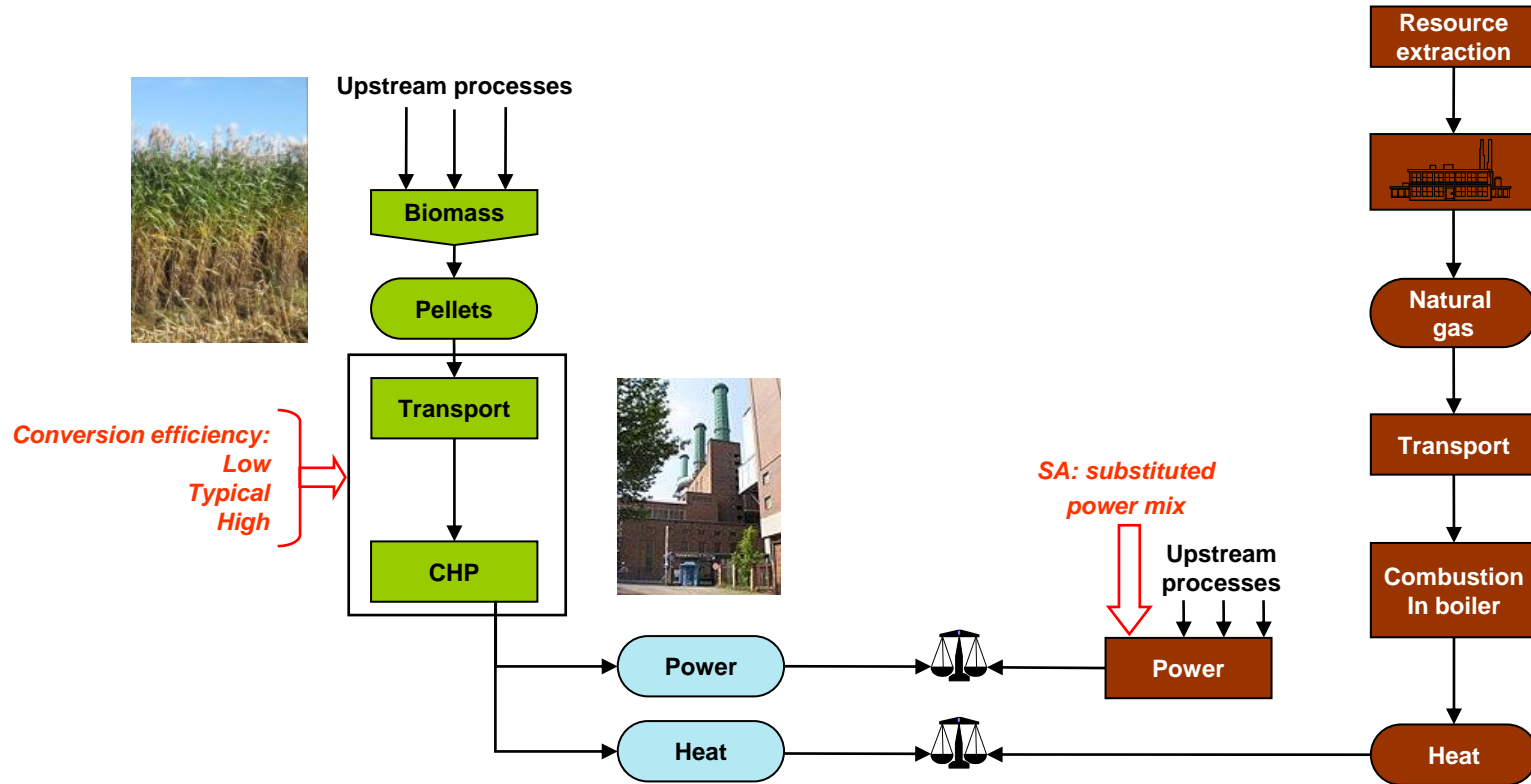 Upstream processes
Biomass
Pellets
Transport
CHP
Conversion efficiency:
Low
Typical
High
Power
Heat
SA: substituted
power mix
Upstream
processes
Power
Resource
extraction
Natural
gas
Transport
Combustion
In boiler
Heat